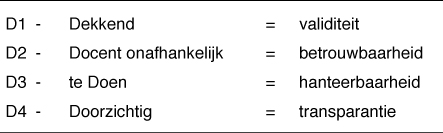 D1 - Dekkend = validiteit
D2 - Docent onafhankelijk = betrouwbaarheid
D3 - te Doen = hanteerbaarheid
D4 - Doorzichtig = transparantie